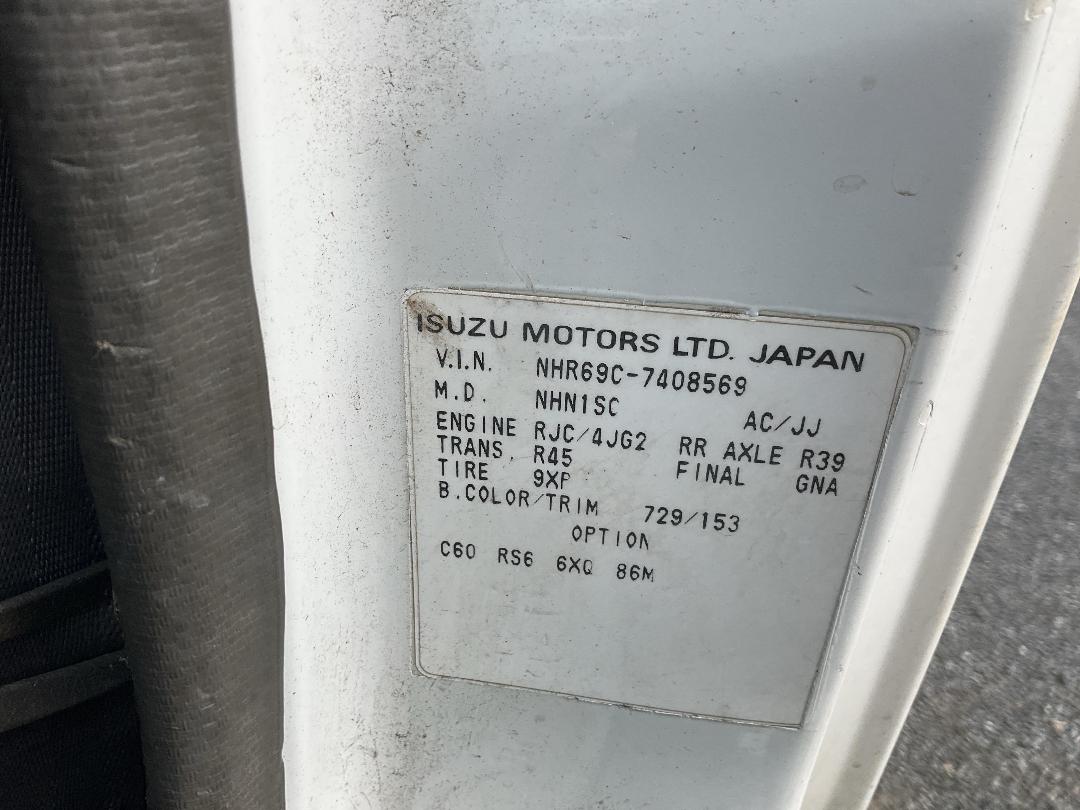 ISUZU MOTORS LTD. JAPAN
V.I.N. NHR69C-7408569
M.D. NHN1SC AC/JJ
ENGINE RJC/4JG2 RR AXLE R39
TRANS. R45 FINAL GNA
TIRE 9XP
B.COLOR/TRIM 729/153
OPTION
C60 RS6 6XQ 86M